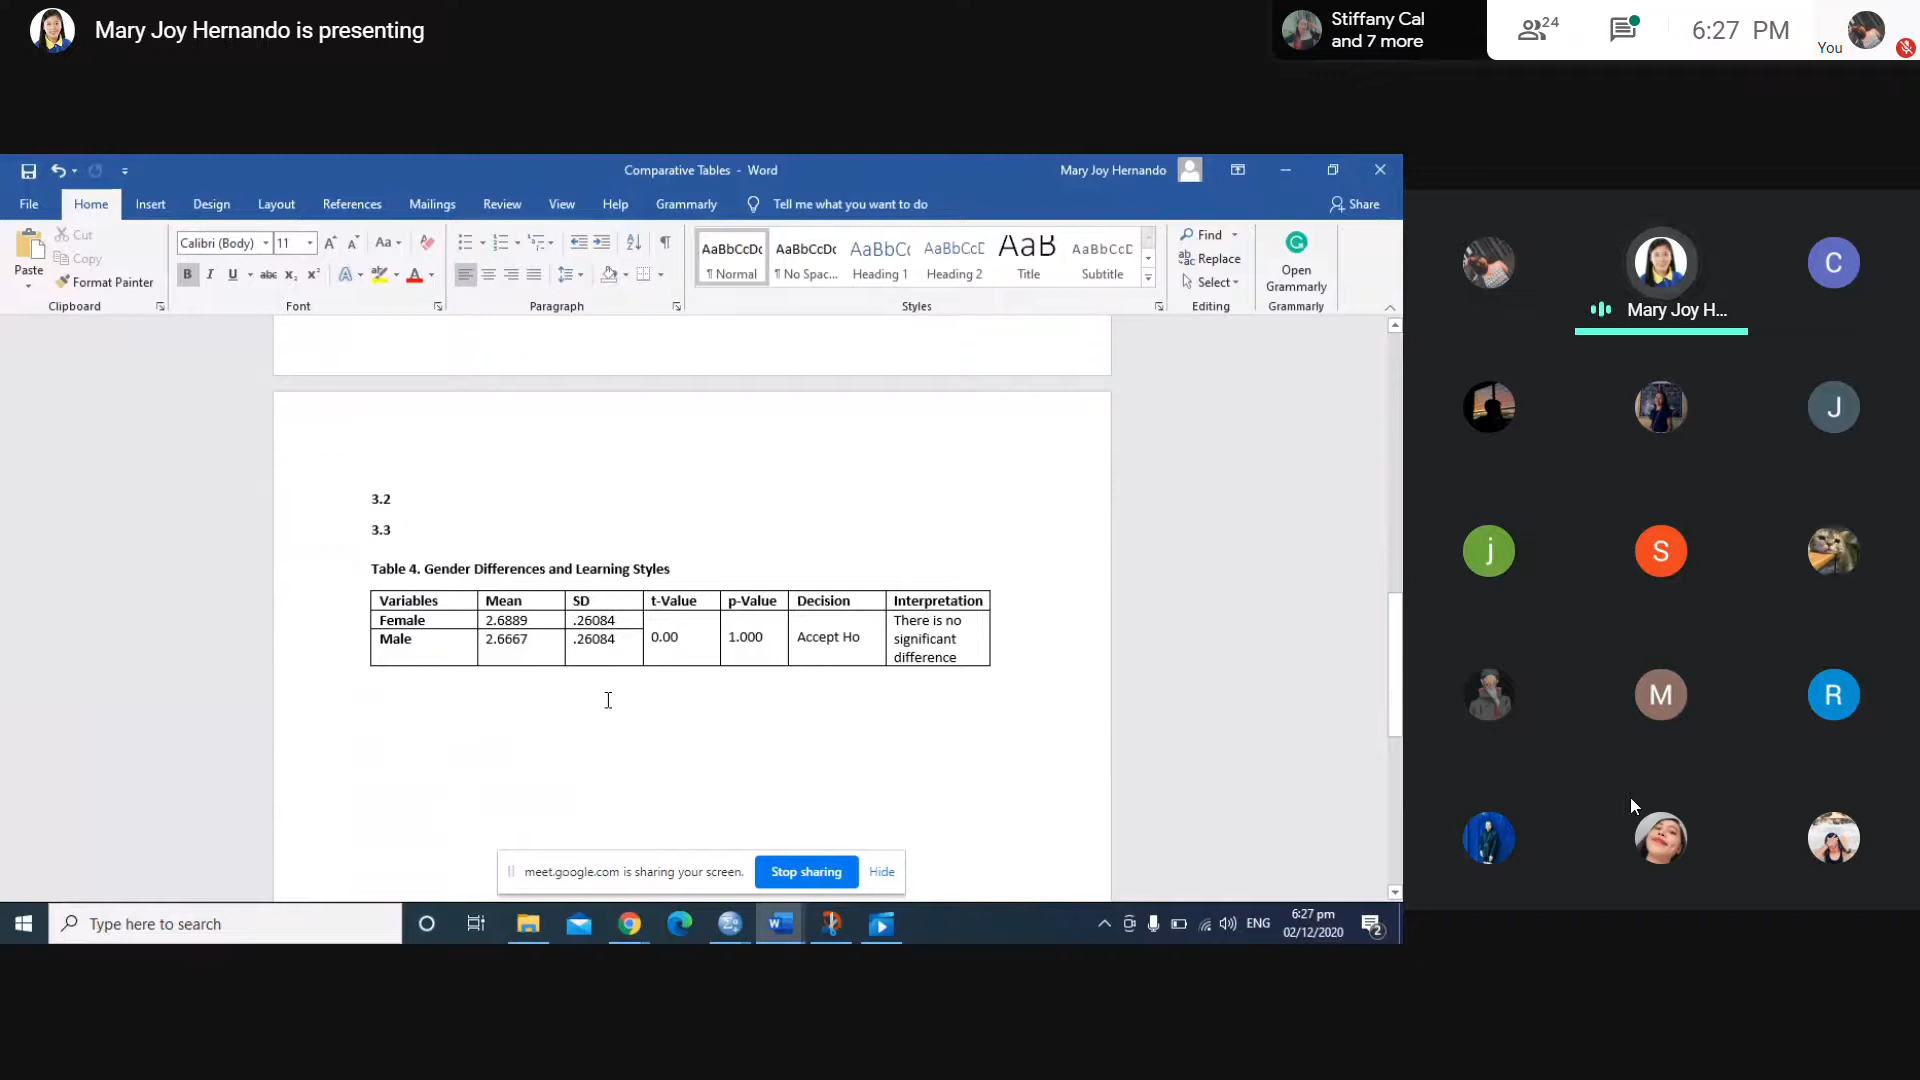 Mary Joy Hernando is presenting
Stiffany Cal
and 7 more
24
6:27 PM
You
Comparative Tables - Word
Mary Joy Hernando
File
Home
Insert
Design
Layout
References
Mailings
Review
View
Help
Grammarly
Tell me what you want to do
Share
Paste
Cut
Copy
Format Painter
Clipboard
Calibri (Body)
11
Font
Paragraph
AaBbCcDc
¶ Normal
AaBbCcDc
¶ No Spac...
AaBbC(
Heading 1
AaBbCcE
Heading 2
AaB
Title
AaBbCcD
Subtitle
Styles
Find
Replace
Select
Editing
Open
Grammarly
Grammarly
3.2
3.3
Table 4. Gender Differences and Learning Styles
Variables Mean SD t-Value p-Value Decision Interpretation
Female 2.6889 .26084 0.00 1.000 Accept Ho There is no
Male 2.6667 .26084 significant
difference
meet.google.com is sharing your screen.
Stop sharing
Hide
Type here to search
ENG
6:27 pm
02/12/2020
2
Mary Joy H...
C
J
j
S
M
R